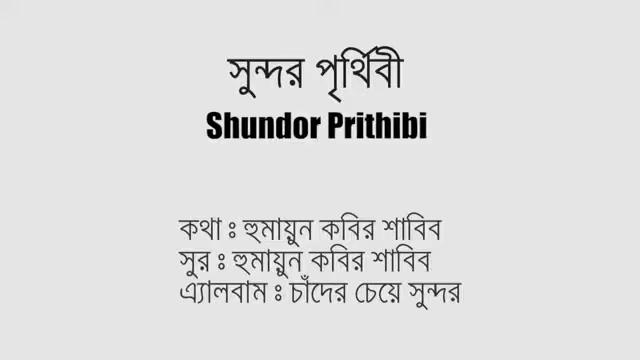 সুন্দর পৃর্থিবী
Shundor Prithibi
কথা ঃ হুমায়ুন কবির শাবিব
সুর ঃ হুমায়ুন কবির শাবিব
এ্যালবাম ঃ চাঁদের চেয়ে সুন্দর